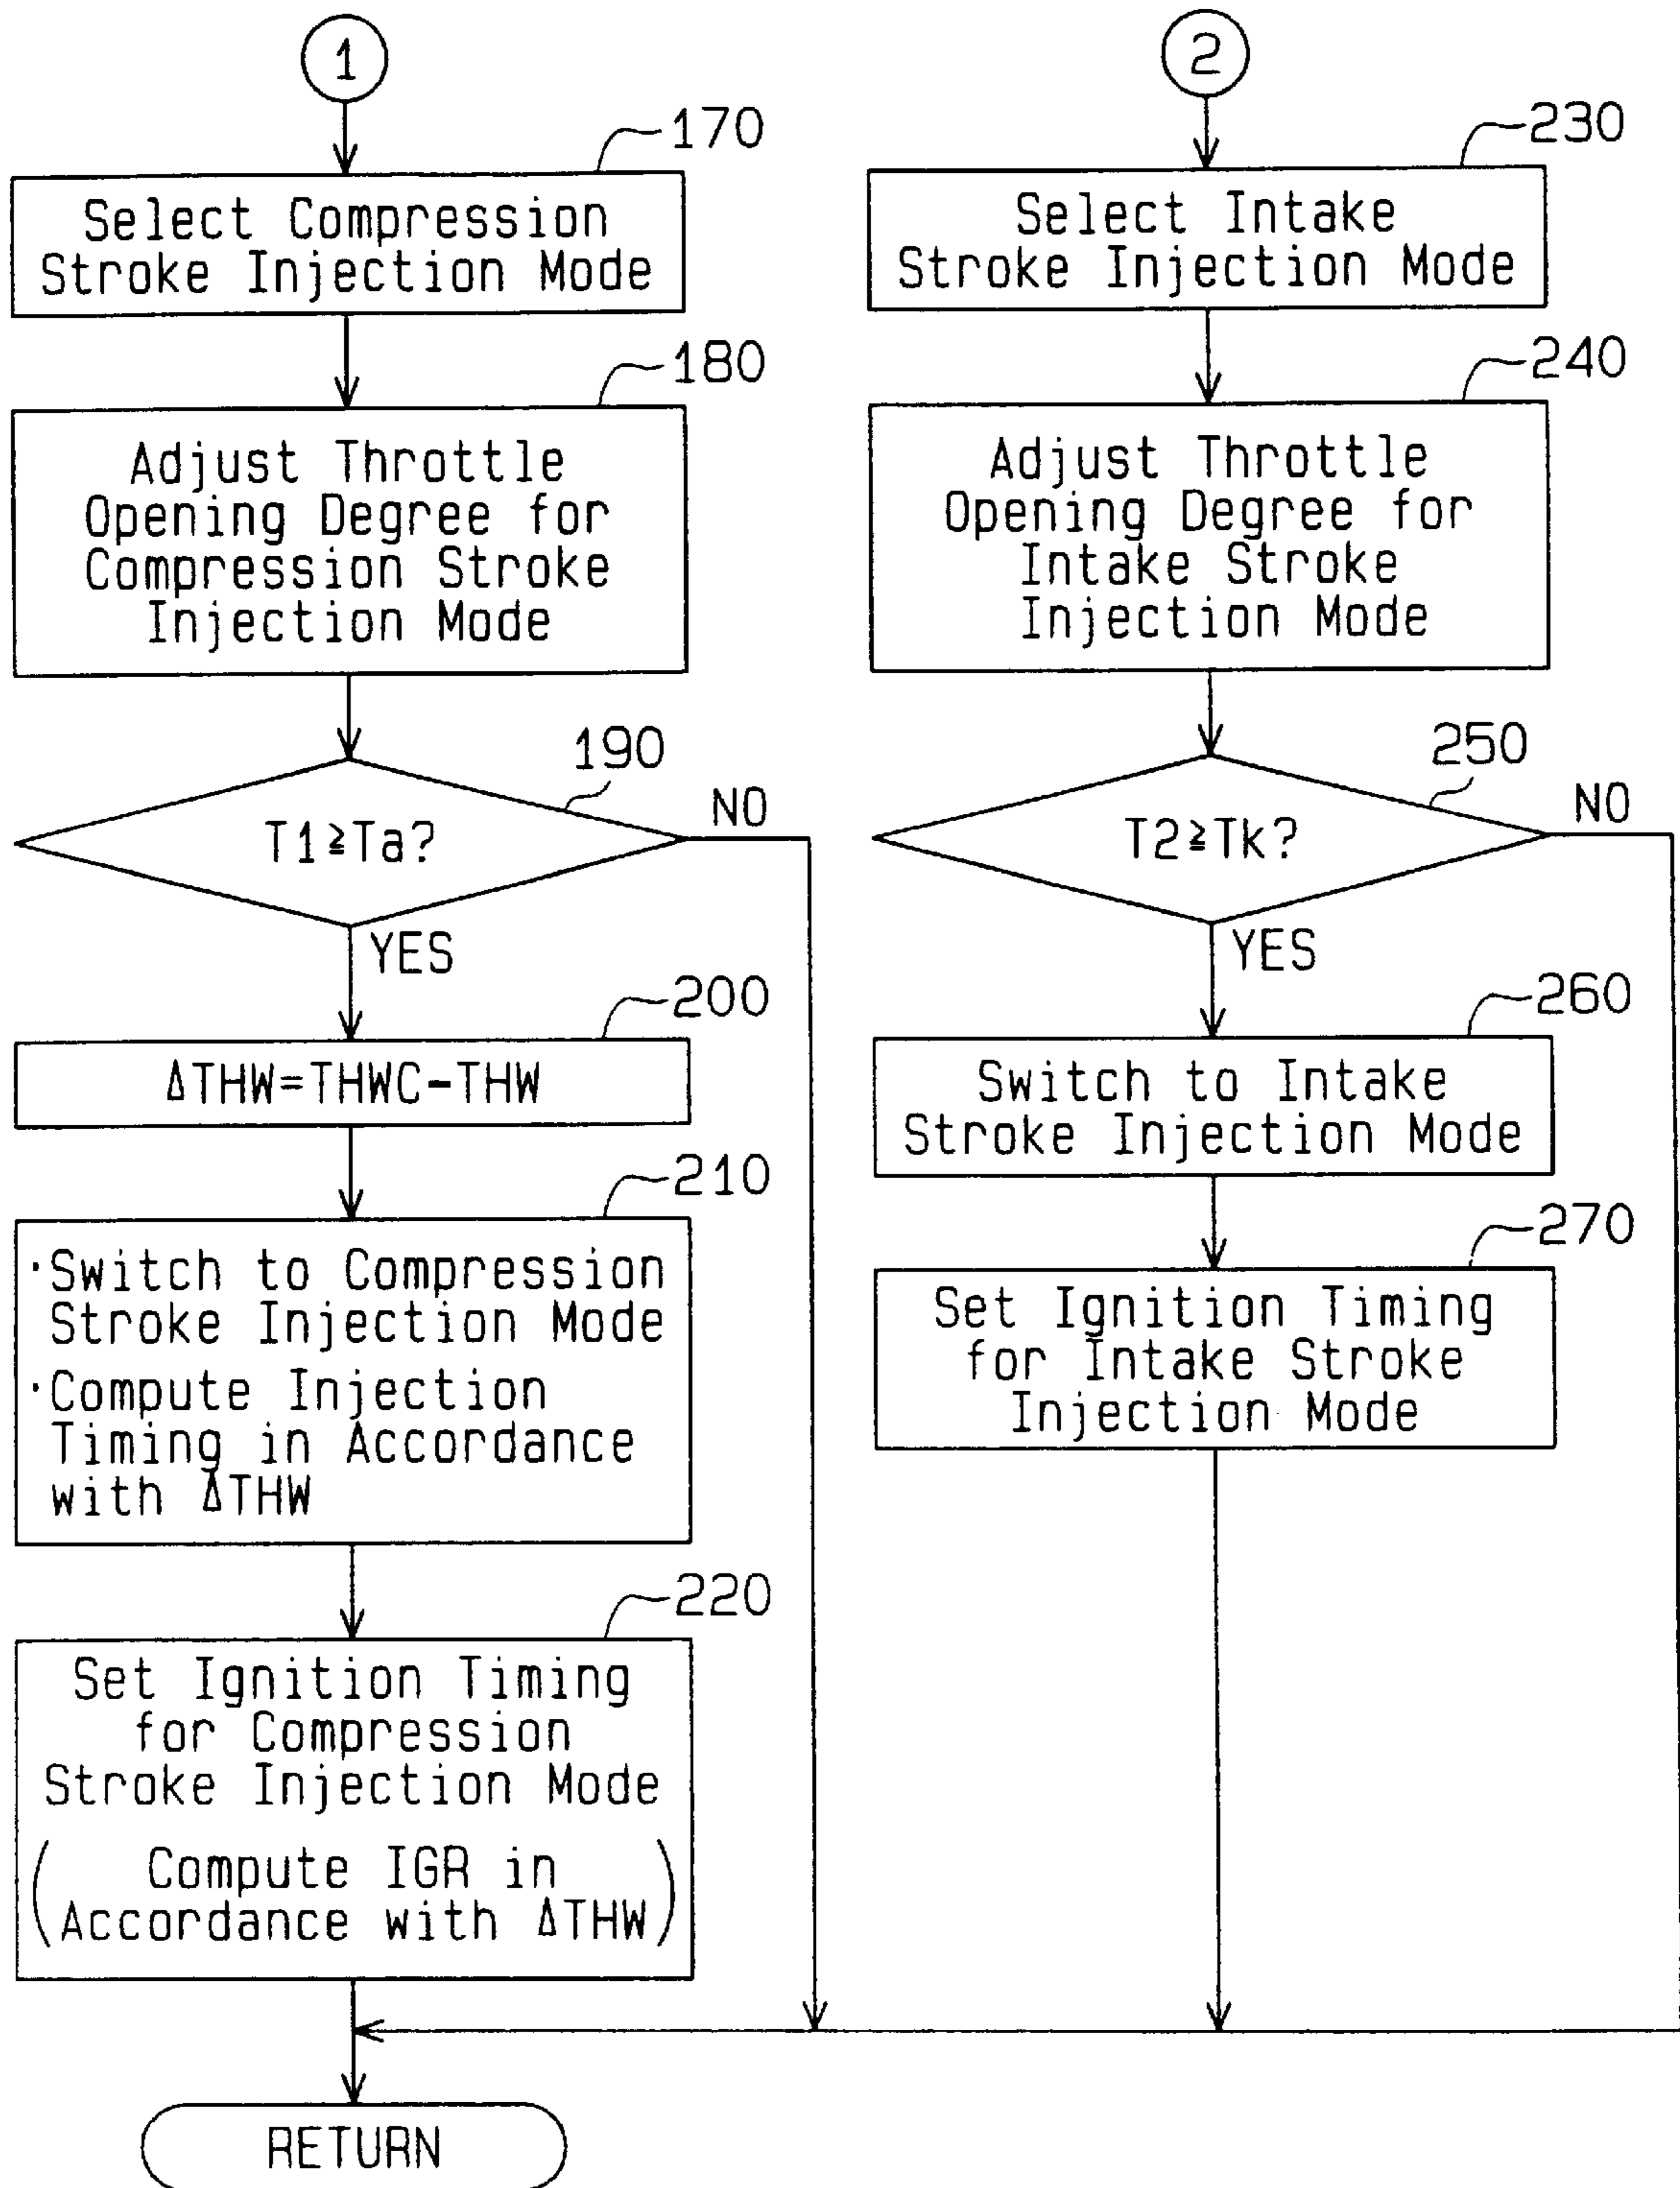 1
170
Select Compression
Stroke Injection Mode
180
Adjust Throttle
Opening Degree for
Compression Stroke
Injection Mode
190
T1≧Ta?
NO
YES
200
ΔTHW=THWC-THW
210
·Switch to Compression
Stroke Injection Mode
·Compute Injection
Timing in Accordance
with ΔTHW
220
Set Ignition Timing
for Compression
Stroke Injection Mode
(Compute IGR in
Accordance with ΔTHW)
RETURN
2
230
Select Intake
Stroke Injection Mode
240
Adjust Throttle
Opening Degree for
Intake Stroke
Injection Mode
250
T2≧Tk?
NO
YES
260
Switch to Intake
Stroke Injection Mode
270
Set Ignition Timing
for Intake Stroke
Injection Mode